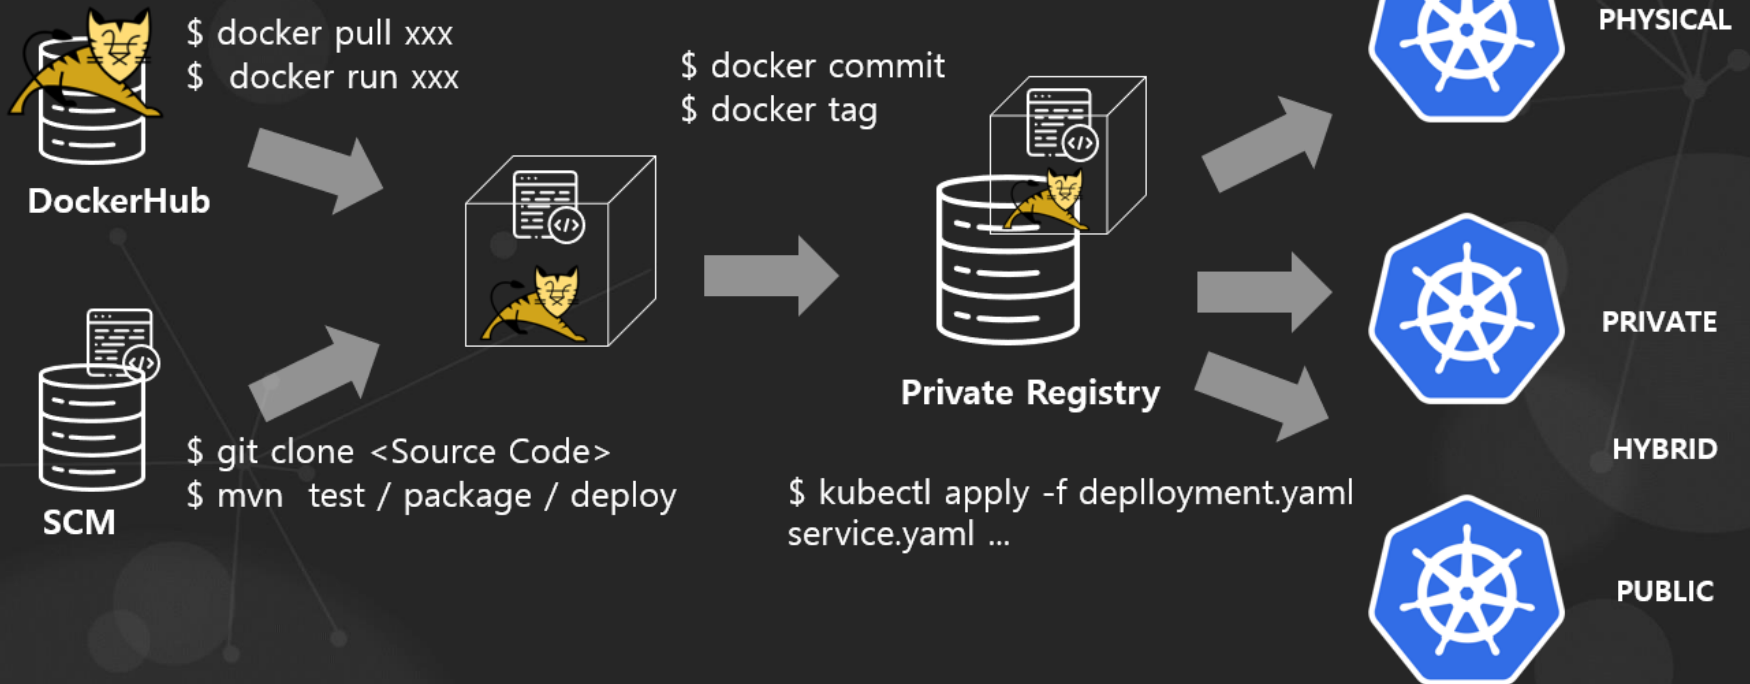 $ docker pull xxx
$ docker run xxx
DockerHub
$ git clone <Source Code>
$ mvn test / package / deploy
SCM
$ docker commit
$ docker tag
</>
</>
</>
Private Registry
$ kubectl apply -f deplloyment.yaml
service.yaml ...
PHYSICAL
PRIVATE
HYBRID
PUBLIC